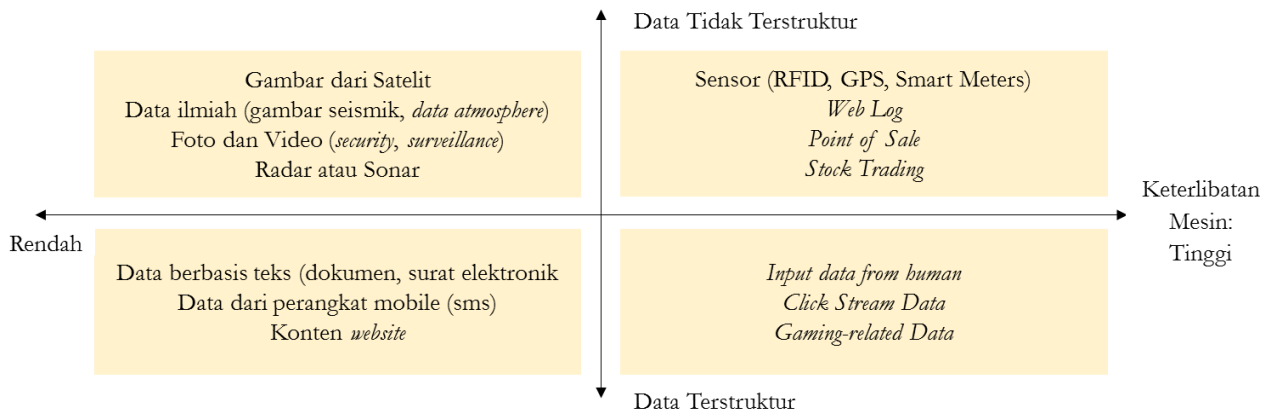 Data Tidak Terstruktur
Gambar dari Satelit
Data ilmiah (gambar seismik, data atmosphere)
Foto dan Video (security, surveillance)
Radar atau Sonar
Sensor (RFID, GPS, Smart Meters)
Web Log
Point of Sale
Stock Trading
Keterlibatan
Mesin:
Tinggi
Rendah
Data berbasis teks (dokumen, surat elektronik
Data dari perangkat mobile (sms)
Konten website
Input data from human
Click Stream Data
Gaming-related Data
Data Terstruktur